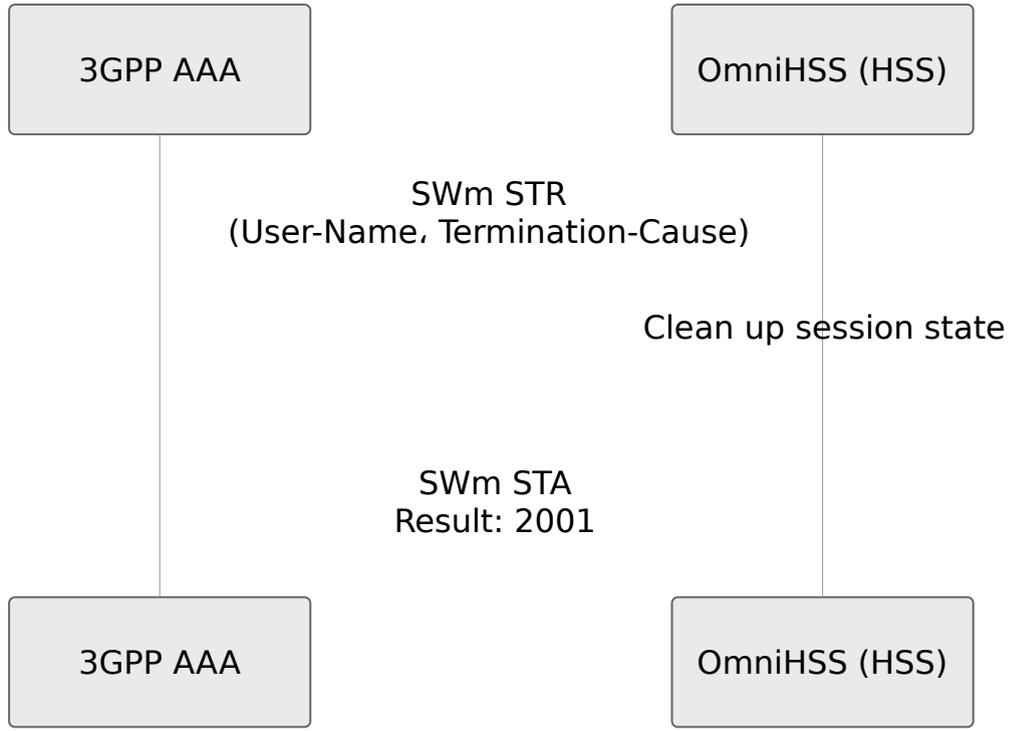 3GPP AAA
OmniHSS (HSS)
SWm STR
(User-Name، Termination-Cause)
Clean up session state
SWm STA
Result: 2001
3GPP AAA
OmniHSS (HSS)